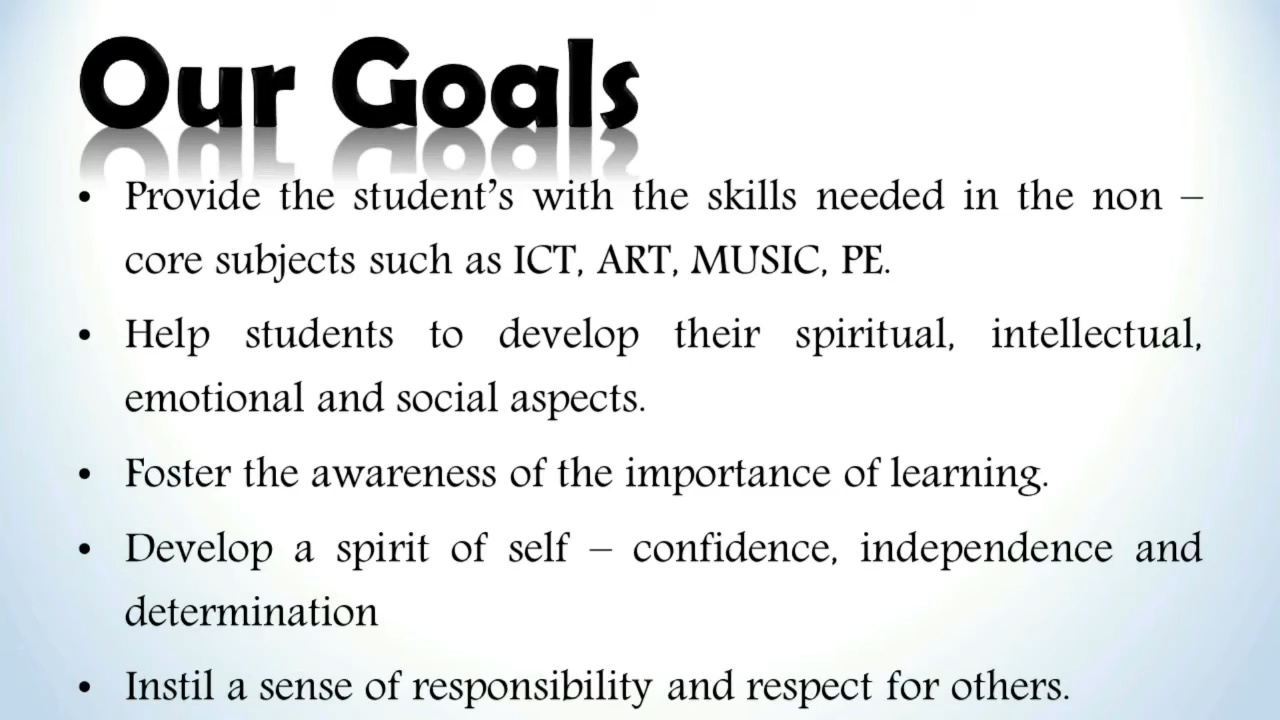 Our Goals
• Provide the student’s with the skills needed in the non –
core subjects such as ICT, ART, MUSIC, PE.
• Help students to develop their spiritual, intellectual,
emotional and social aspects.
• Foster the awareness of the importance of learning.
• Develop a spirit of self – confidence, independence and
determination
• Instil a sense of responsibility and respect for others.